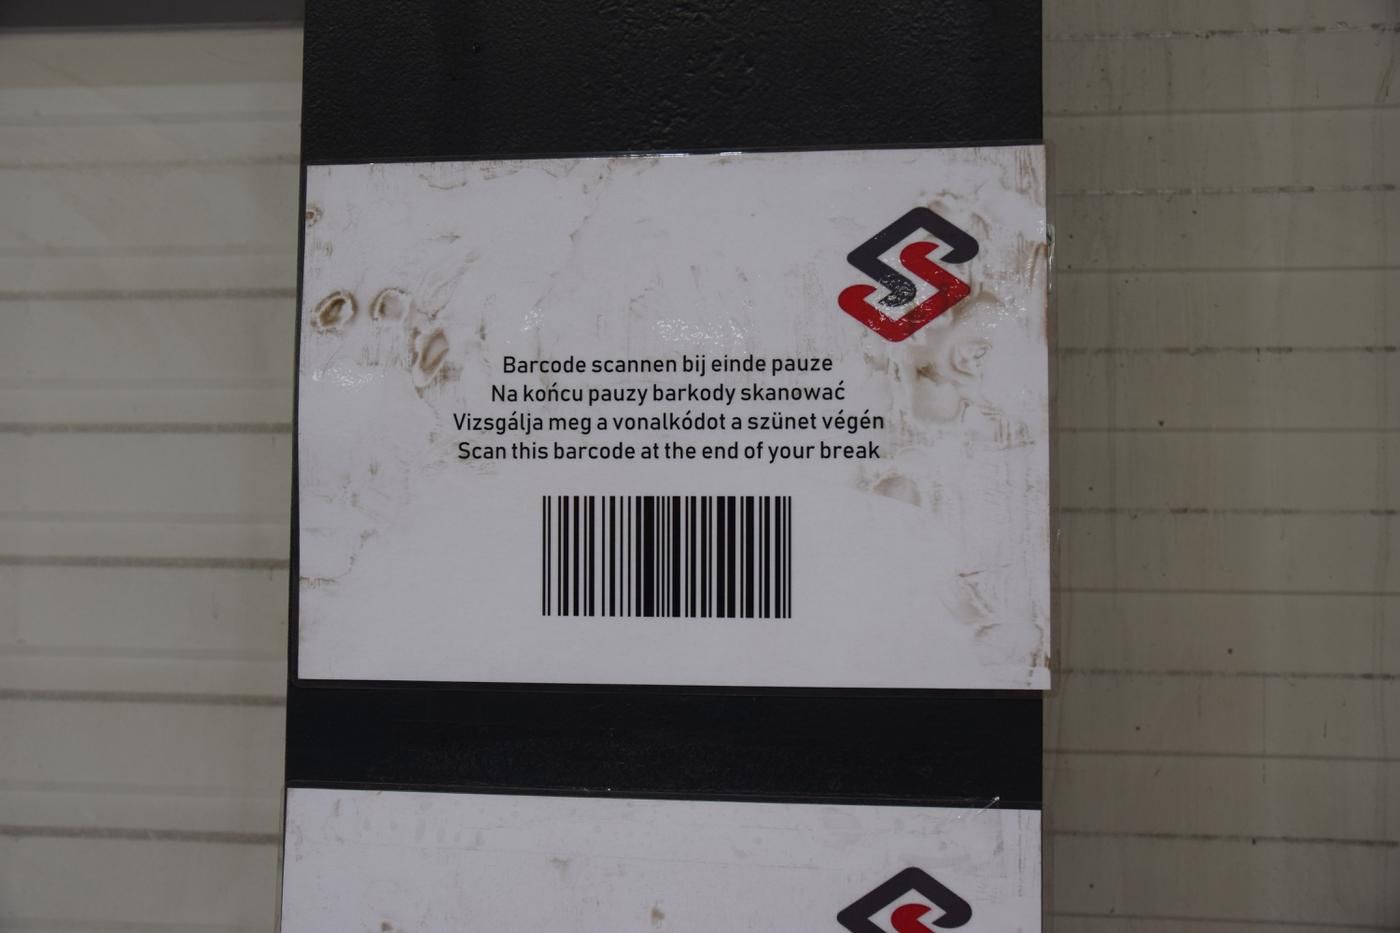 Barcode scannen bij einde pauze
Na końcu pauzy barkody skanować
Vizsgálja meg a vonalkódot a szünet végén
Scan this barcode at the end of your break